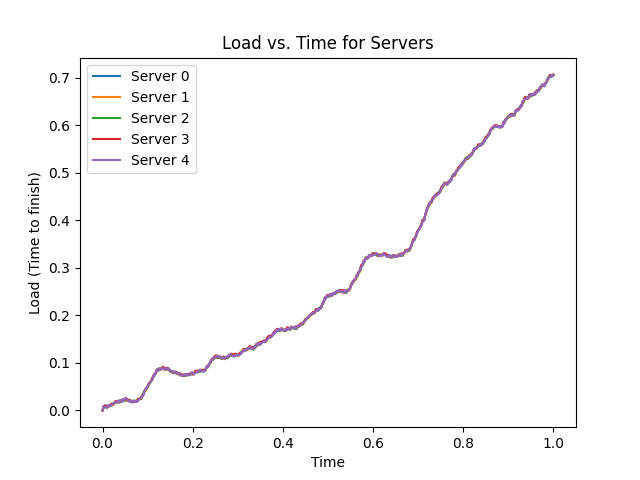 Load vs. Time for Servers
Load (Time to finish)
0.7
0.6
0.5
0.4
0.3
0.2
0.1
0.0
Server 0
Server 1
Server 2
Server 3
Server 4
0.0 0.2 0.4 0.6 0.8 1.0
Time